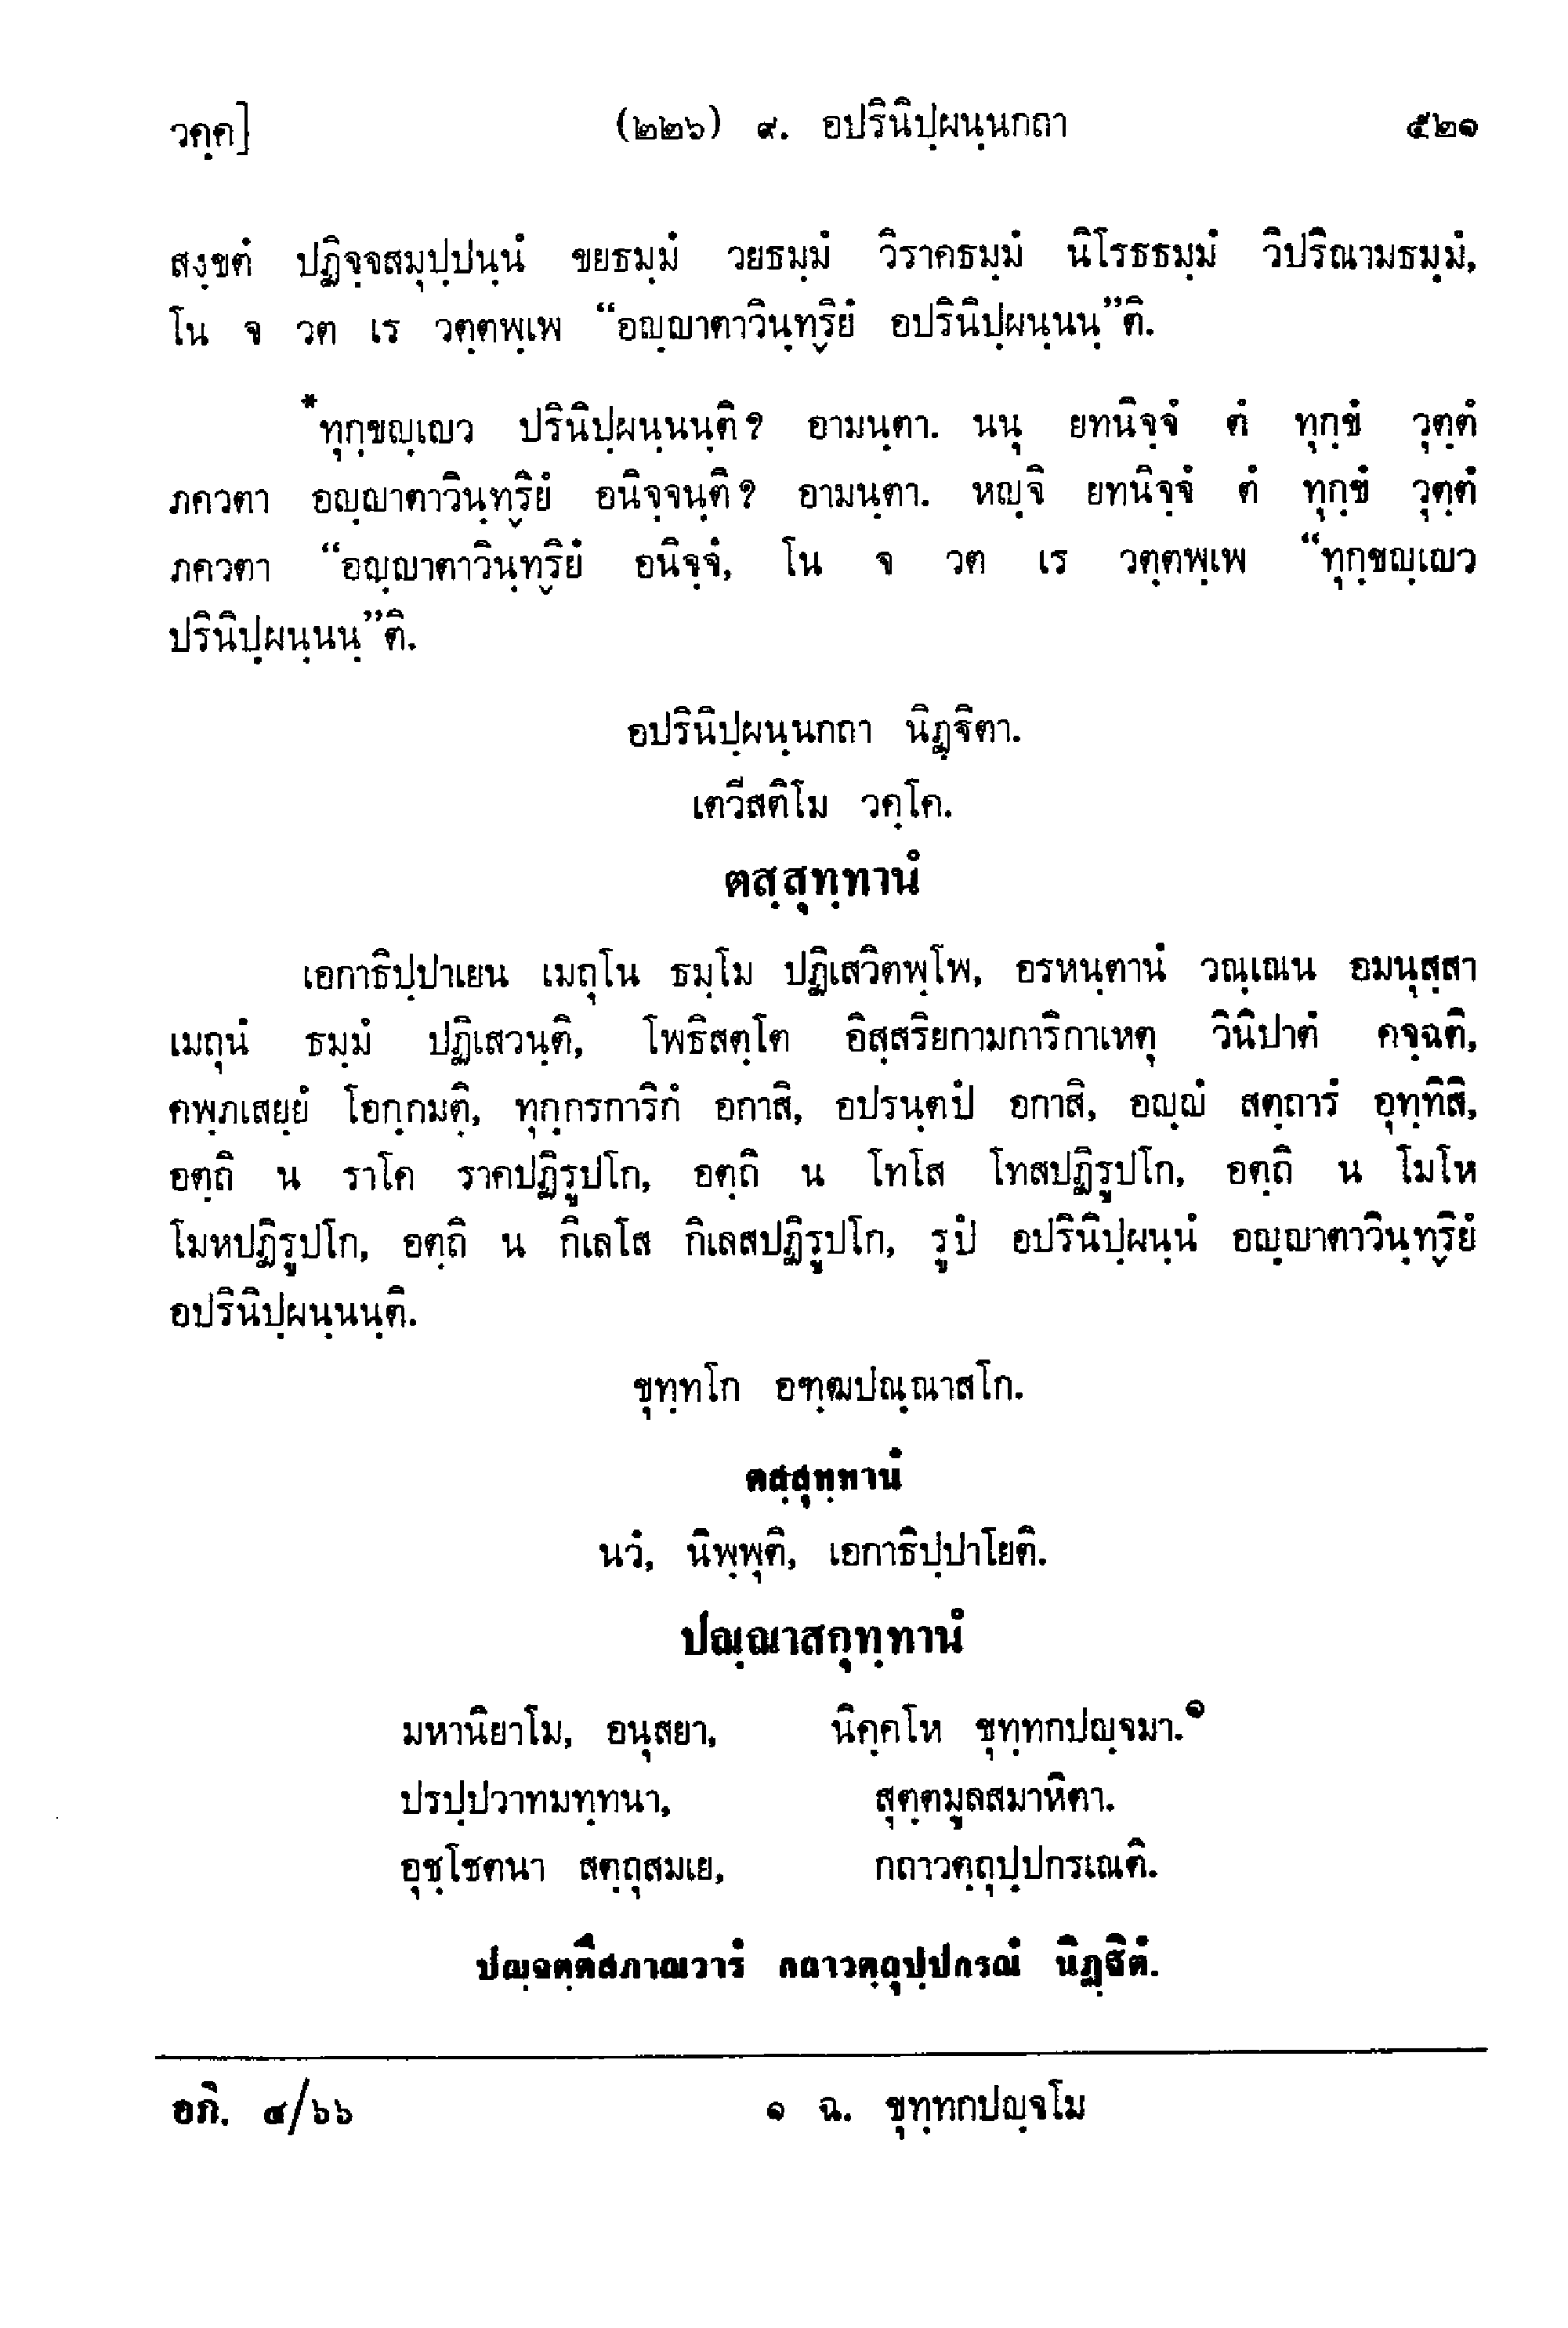 วคฺค]
(๒๒๖) ๙. อปรินิปฺผนฺนกถา
๕๒๑
สงฺขตํ ปฏิจฺจสมุปฺปนฺนํ ขยธมฺมํ วยธมฺมํ วิราคธมฺมํ นิโรธธมฺมํ วิปริณามธมฺมํ,
โน จ วต เร วตฺตพฺเพ “อญฺญาตาวินฺทฺริยํ อปรินิปฺผนฺนนฺ”ติ.
*ทุกฺขญฺเญว ปรินิปฺผนฺนนฺติ? อามนฺตา. นนุ ยทนิจฺจํ ตํ ทุกฺขํ วุตฺตํ
ภควตา อญฺญาตาวินฺทฺริยํ อนิจฺจนฺติ? อามนฺตา. หญฺจิ ยทนิจฺจํ ตํ ทุกฺขํ วุตฺตํ
ภควตา “อญฺญาตาวินฺทฺริยํ อนิจฺจํ, โน จ วต เร วตฺตพฺเพ “ทุกฺขญฺเญว
ปรินิปฺผนฺนนฺ”ติ.
อปรินิปฺผนฺนกถา นิฏฺฐิตา.
เตวีสติโม วคฺโค.
ตสฺสุทฺทานํ
เอกาธิปฺปาเยน เมถุโน ธมฺโม ปฏิเสวิตพฺโพ, อรหนฺตานํ วณฺเณน อมนุสฺสา
เมถุนํ ธมฺมํ ปฏิเสวนฺติ, โพธิสตฺโต อิสฺสริยกามการิกาเหตุ วินิปาตํ คจฺฉติ,
คพฺภเสยฺยํ โอกฺกมติ, ทุกฺกรการิกํ อกาสิ, อปรนฺตปํ อกาสิ, อญฺญํ สตฺถารํ อุทฺทิสิ,
อตฺถิ น ราโค ราคปฏิรูปโก, อตฺถิ น โทโส โทสปฏิรูปโก, อตฺถิ น โมโห
โมหปฏิรูปโก, อตฺถิ น กิเลโส กิเลสปฏิรูปโก, รูปํ อปรินิปฺผนฺนํ อญฺญาตาวินฺทฺริยํ
อปรินิปฺผนฺนนฺติ.
ขุทฺทโก อฑฺฒปณฺณาสโก.
ตสฺสุทฺทานํ
นวํ, นิพฺพุติ, เอกาธิปฺปาโยติ.
ปณฺณาสกุทฺทานํ
มหานิยาโม, อนุสยา, นิคฺคโห ขุทฺทกปญฺจมา.๑
ปรปฺปวาทมทฺทนา, สุตฺตมูลสมาหิตา.
อุชฺโชตนา สตฺถุสมเย, กถาวตฺถุปฺปกรเณติ.
ปญฺจตฺตึสภาณวารํ กถาวตฺถุปฺปกรณํ นิฏฺฐิตํ.
อภิ. ๔/๖๖
๑ ฉ. ขุทฺทกปญฺจโม